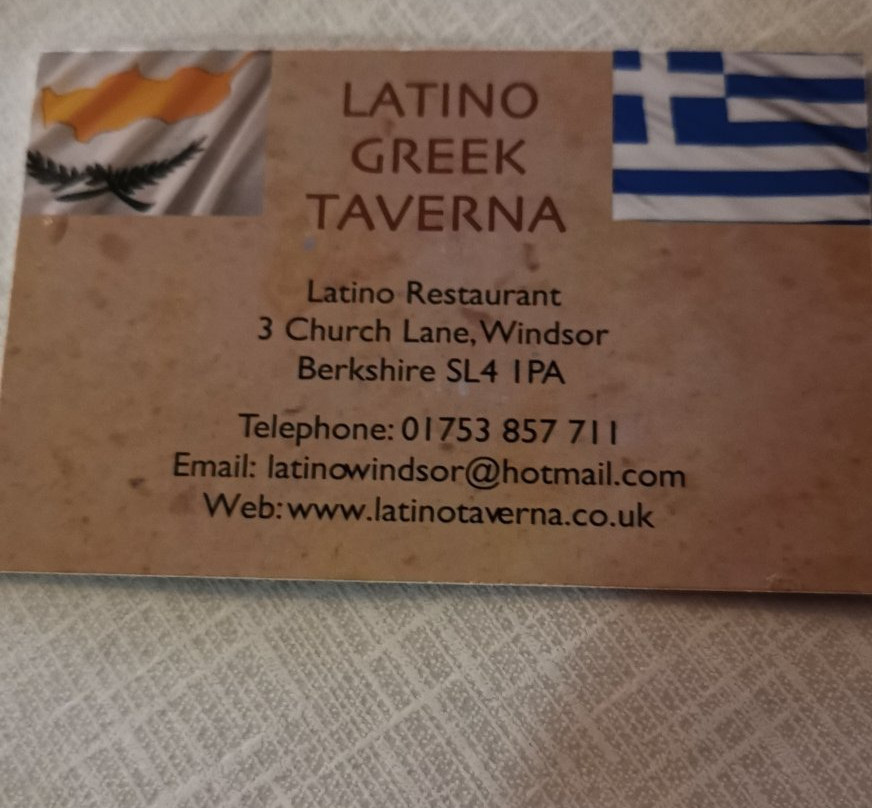 LATINO
GREEK
TAVERNA
Latino Restaurant
3 Church Lane, Windsor
Berkshire SL4 1PA
Telephone: 01753 857 711
Email: latinowindsor@hotmail.com
Web: www.latinotaverna.co.uk